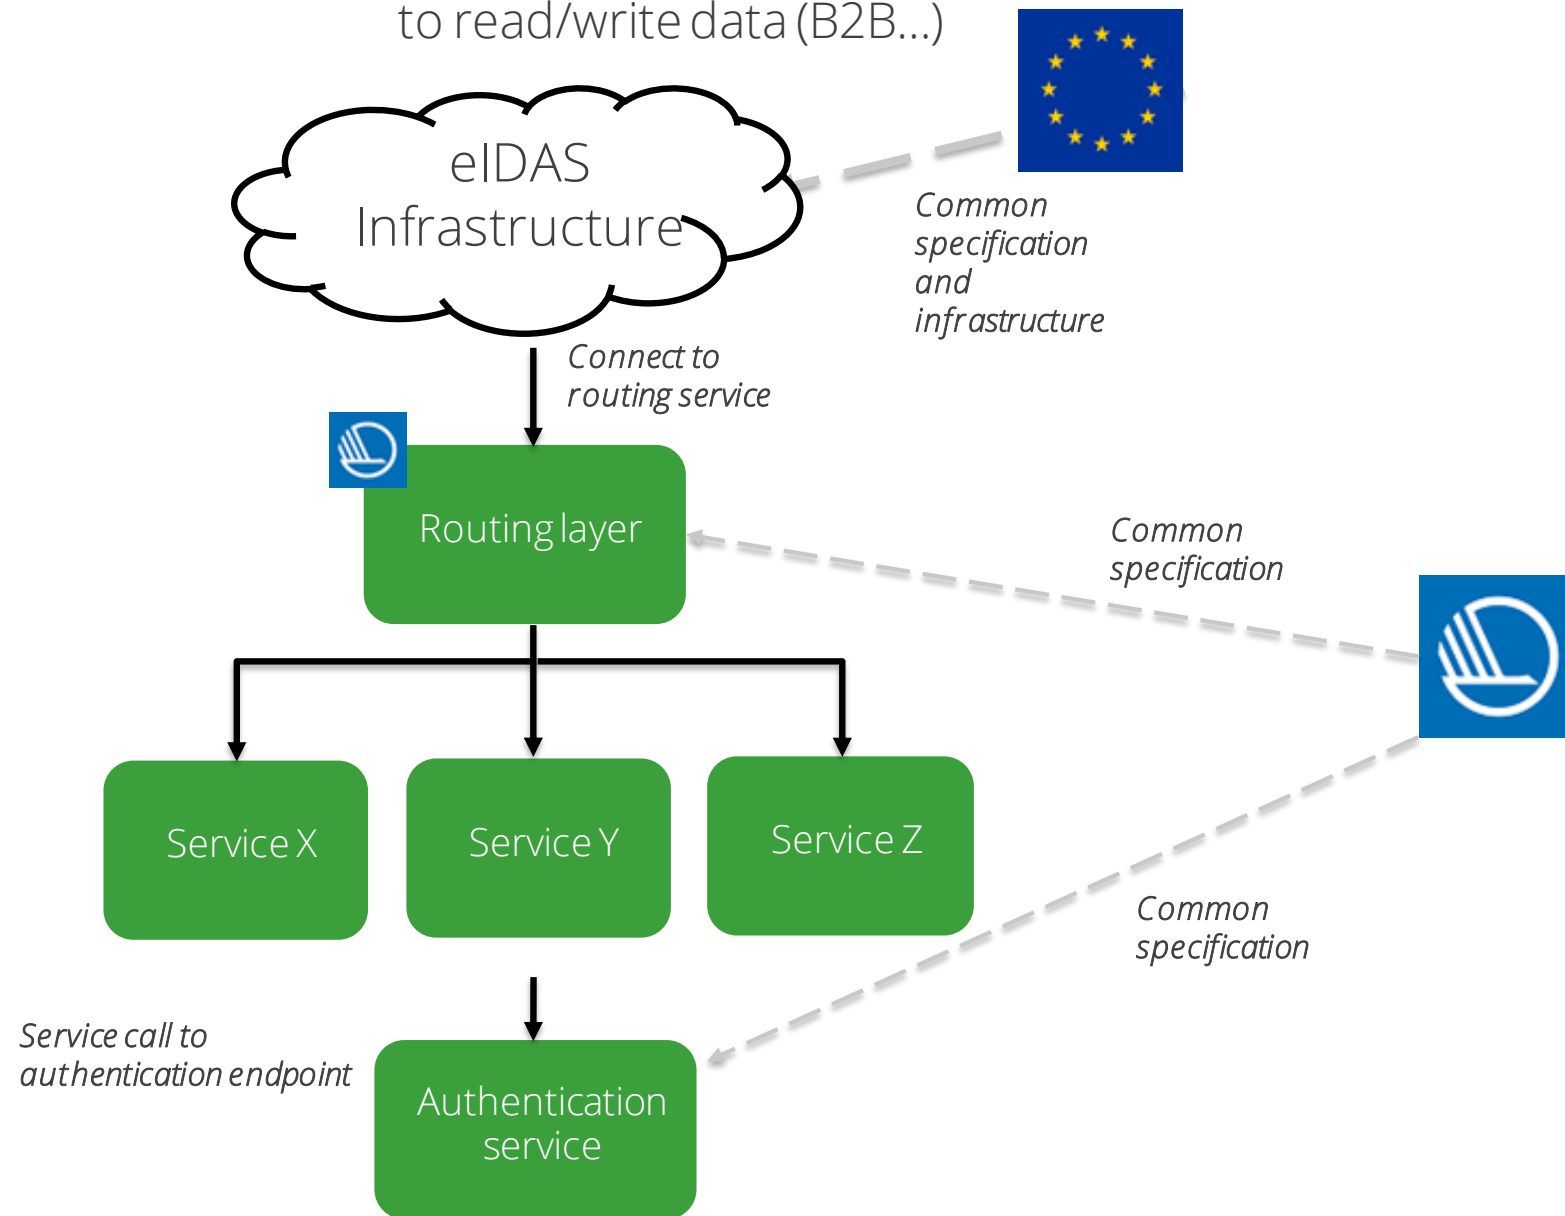 to read/write data (B2B...)
eIDAS
Infrastructure
Common
specification
and
infrastructure
Connect to
routing service
Routing layer
Common
specification
Service X
Service Y
Service Z
Common
specification
Service call to
authentication endpoint
Authentication
service